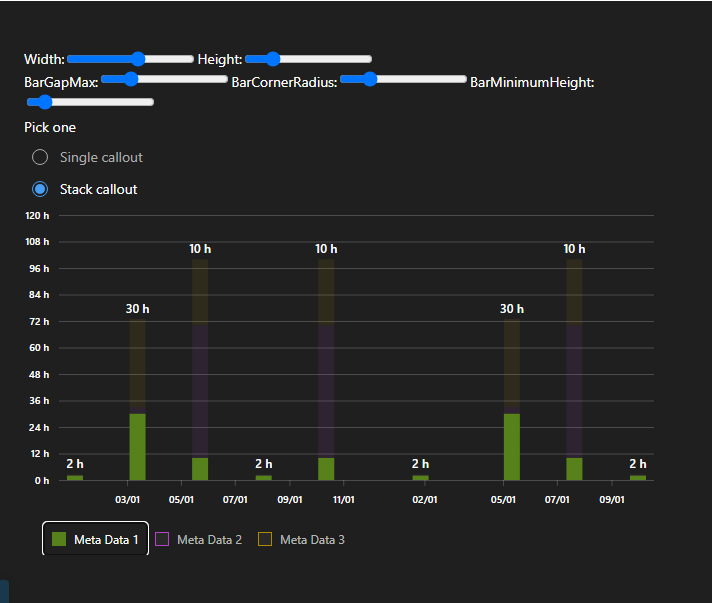 Width: Height:
BarGapMax: BarCornerRadius: BarMinimumHeight:
Pick one
Single callout
Stack callout
120 h
108 h
96 h
84 h
72 h
60 h
48 h
36 h
24 h
12 h
0 h
2 h 30 h 10 h 2 h 10 h 2 h 30 h 10 h 2 h
03/01 05/01 07/01 09/01 11/01 02/01 05/01 07/01 09/01
Meta Data 1 Meta Data 2 Meta Data 3